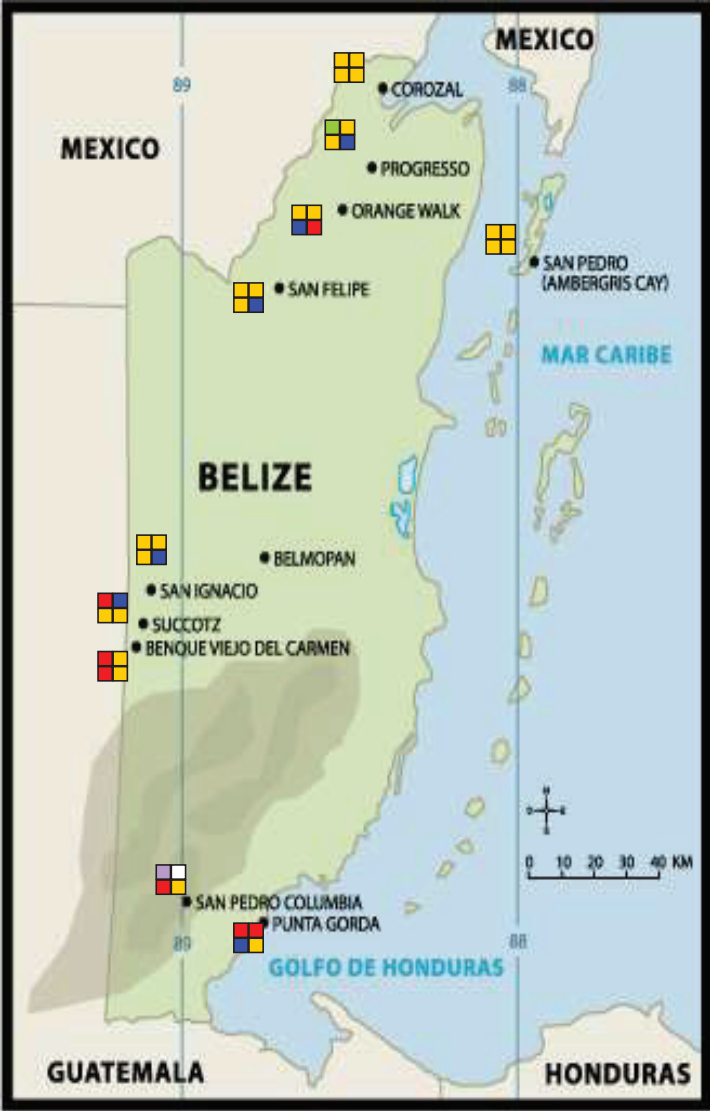 MEXICO
89
88
COROZAL
MEXICO
PROGRESSO
ORANGE WALK
SAN PEDRO
(AMBERGRIS CAY)
SAN FELIPE
MAR CARIBE
BELIZE
BELMOPAN
SAN IGNACIO
SUCCOTZ
BENQUE VIEJO DEL CARMEN
N
O E
S
0 10 20 30 40 KM
SAN PEDRO COLUMBIA
PUNTA GORDA
89
88
GOLFO DE HONDURAS
GUATEMALA
HONDURAS